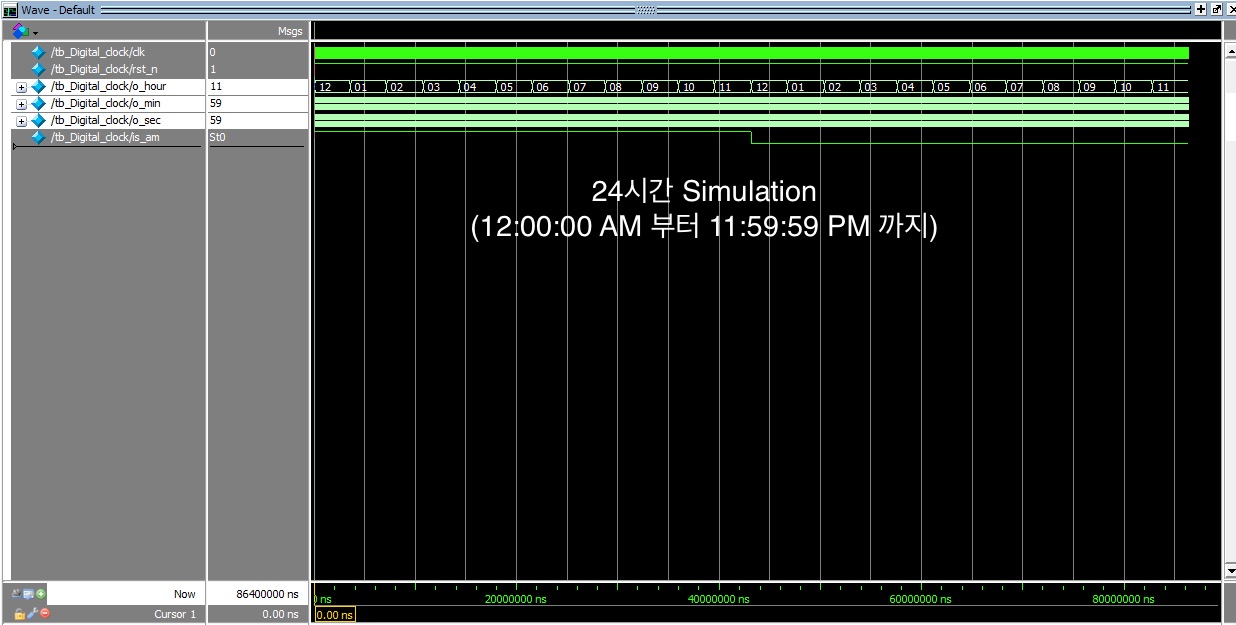 Wave - Default
Msgs
/tb_Digital_clock/clk 0
/tb_Digital_clock/rst_n 1
/tb_Digital_clock/o_hour 11 12 01 02 03 04 05 06 07 08 09 10 11 12 01 02 03 04 05 06 07 08 09 10 11
/tb_Digital_clock/o_min 59
/tb_Digital_clock/o_sec 59
/tb_Digital_clock/is_am St0
24시간 Simulation
(12:00:00 AM 부터 11:59:59 PM 까지)
Now 86400000 ns 0 ns 20000000 ns 40000000 ns 60000000 ns 80000000 ns
Cursor 1 0.00 ns 0.00 ns